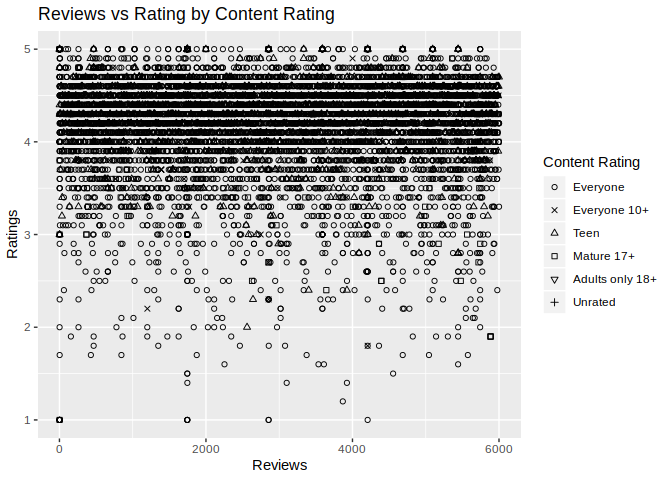 Reviews vs Rating by Content Rating
5
4
3
2
1
Ratings
0
2000
4000
6000
Reviews
Content Rating
Everyone
Everyone 10+
Teen
Mature 17+
Adults only 18+
Unrated